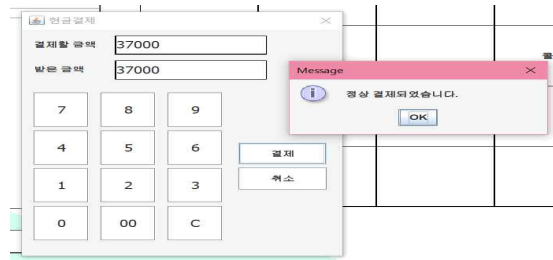 현금결제
결제할 금액 37000
받은 금액 37000
7 8 9
4 5 6
1 2 3
0 00 C
결제
취소
Message
정상 결제되었습니다.
OK